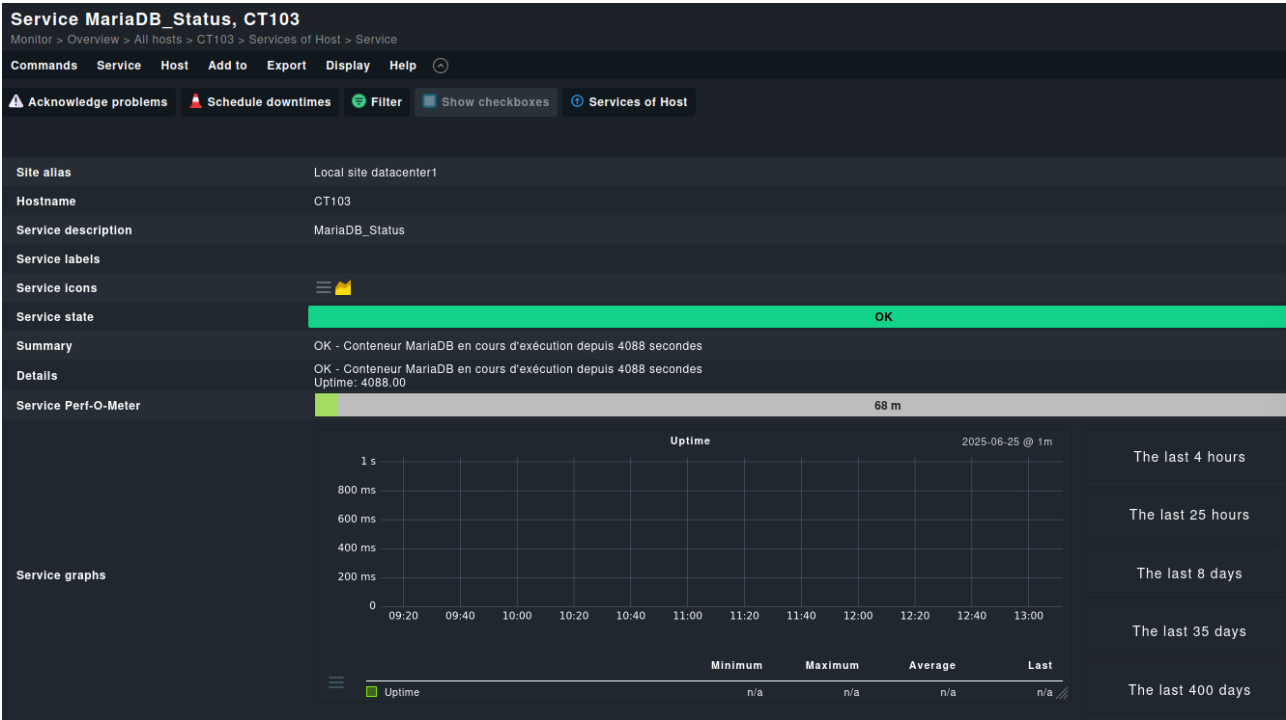 Service MariaDB_Status, CT103
Monitor > Overview > All hosts > CT103 > Services of Host > Service
Commands Service Host Add to Export Display Help
Acknowledge problems Schedule downtimes Filter Show checkboxes Services of Host
Site alias Local site datacenter1
Hostname CT103
Service description MariaDB_Status
Service labels
Service icons
Service state OK
Summary OK - Conteneur MariaDB en cours d'exécution depuis 4088 secondes
Details OK - Conteneur MariaDB en cours d'exécution depuis 4088 secondes
Uptime: 4088.00
Service Perf-O-Meter 68 m
Service graphs
Uptime 2025-06-25 @ 1m
1 s
800 ms
600 ms
400 ms
200 ms
0
09:20 09:40 10:00 10:20 10:40 11:00 11:20 11:40 12:00 12:20 12:40 13:00
Minimum Maximum Average Last
Uptime n/a n/a n/a n/a
The last 4 hours
The last 25 hours
The last 8 days
The last 35 days
The last 400 days